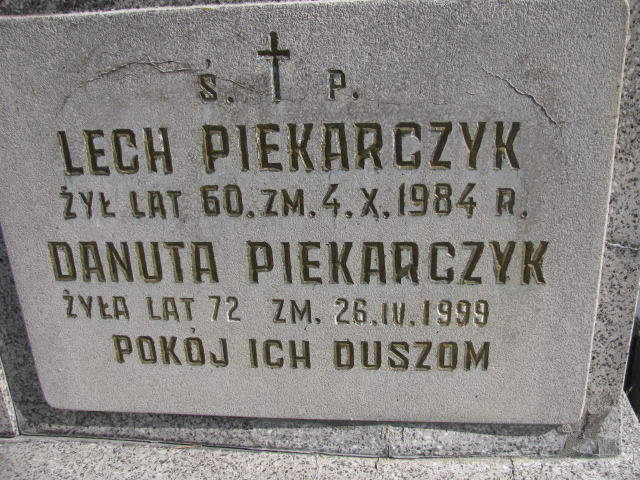 Ś. P.
LECH PIEKARCZYK
ŻYŁ LAT 60. ZM. 4. X. 1984 R.
DANUTA PIEKARCZYK
ŻYŁA LAT 72 ZM. 26.IV.1999
POKÓJ ICH DUSZOM